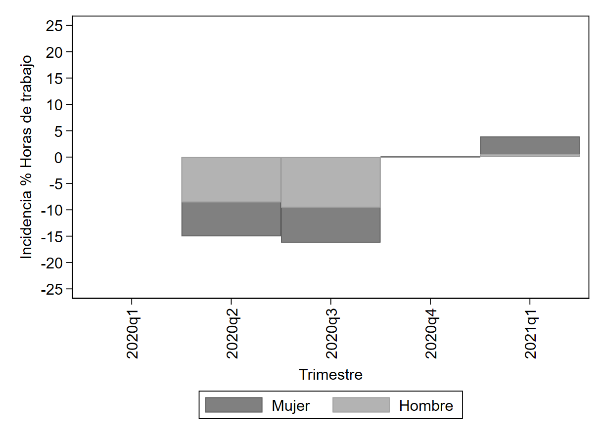 Incidencia % Horas de trabajo
25
20
15
10
5
0
-5
-10
-15
-20
-25
2020q1
2020q2
2020q3
2020q4
2021q1
Trimestre
Mujer
Hombre